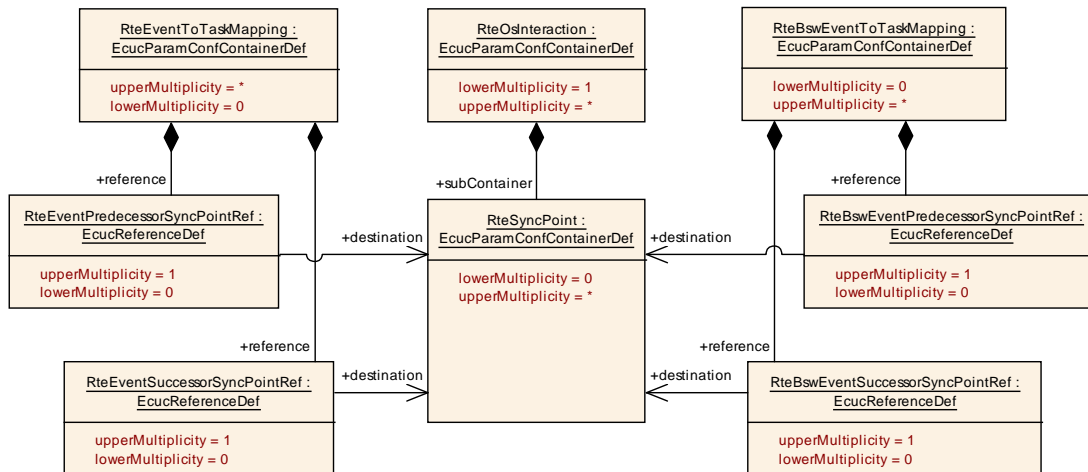 RteEventToTaskMapping :
EcucParamConfContainerDef
upperMultiplicity = *
lowerMultiplicity = 0
RteOsInteraction :
EcucParamConfContainerDef
lowerMultiplicity = 1
upperMultiplicity = *
RteBswEventToTaskMapping :
EcucParamConfContainerDef
lowerMultiplicity = 0
upperMultiplicity = *
+reference
+subContainer
+reference
RteEventPredecessorSyncPointRef :
EcucReferenceDef
upperMultiplicity = 1
lowerMultiplicity = 0
+destination
RteSyncPoint :
EcucParamConfContainerDef
lowerMultiplicity = 0
upperMultiplicity = *
+destination
RteBswEventPredecessorSyncPointRef :
EcucReferenceDef
upperMultiplicity = 1
lowerMultiplicity = 0
+reference
+reference
RteEventSuccessorSyncPointRef :
EcucReferenceDef
upperMultiplicity = 1
lowerMultiplicity = 0
+destination
+destination
RteBswEventSuccessorSyncPointRef :
EcucReferenceDef
upperMultiplicity = 1
lowerMultiplicity = 0